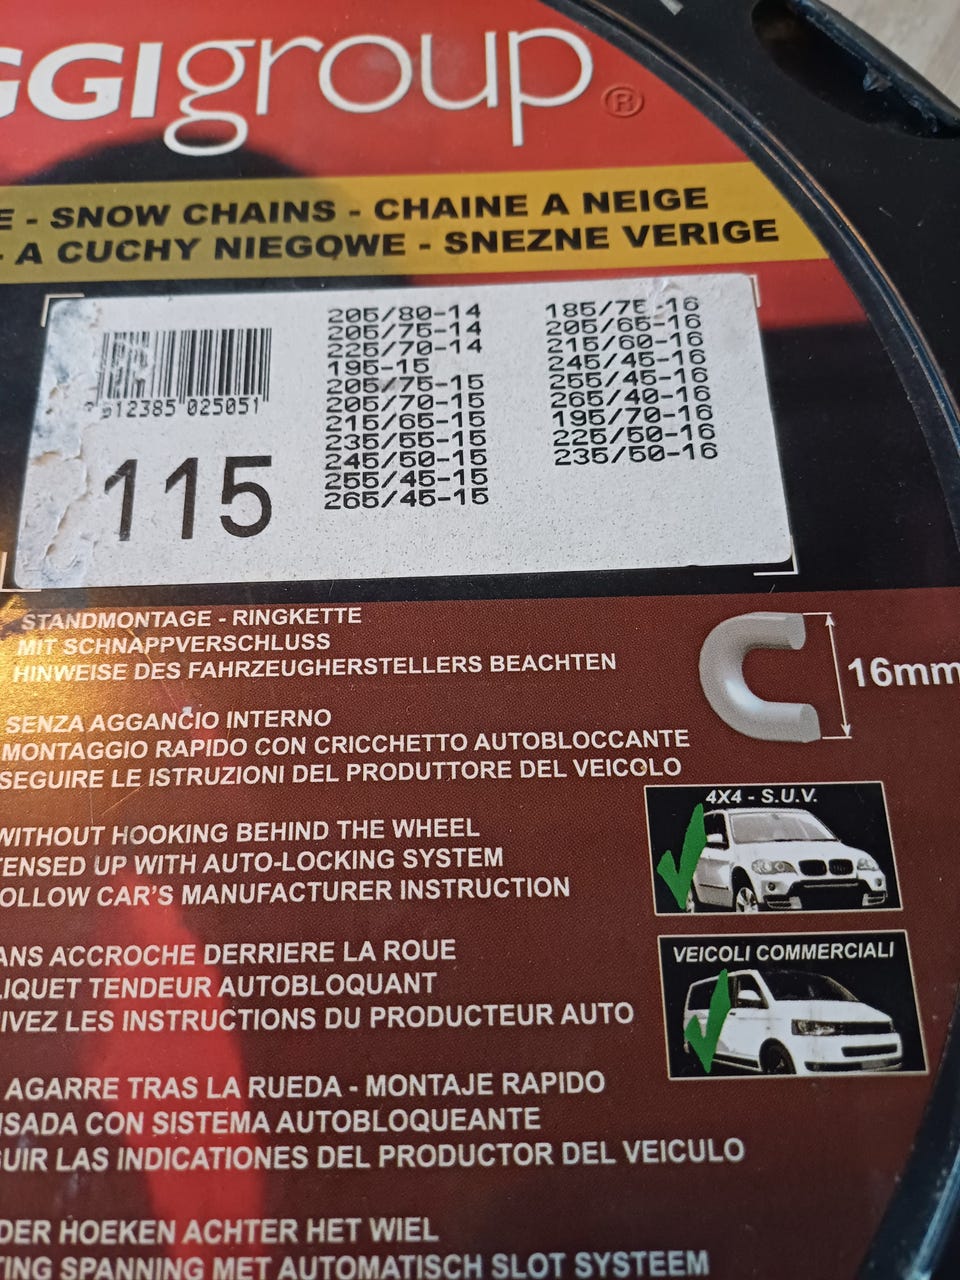 GGIgroup®
E - SNOW CHAINS - CHAINE A NEIGE
- A CUCHY NIEGOWE - SNEZNE VERIGE
205/80-14
205/75-14
225/70-14
195-15
205/75-15
205/70-15
215/65-15
235/55-15
245/50-15
255/45-15
265/45-15
185/75-16
205/65-16
215/60-16
245/45-16
255/45-16
265/40-16
195/70-16
225/50-16
235/50-16
12385 025051
115
STANDMONTAGE - RINGKETTE
MIT SCHNAPPVERSCHLUSS
HINWEISE DES FAHRZEUGHERSTELLERS BEACHTEN
16mm
SENZA AGGANCIO INTERNO
MONTAGGIO RAPIDO CON CRICCHETTO AUTOBLOCCANTE
SEGUIRE LE ISTRUZIONI DEL PRODUTTORE DEL VEICOLO
4X4 - S.U.V.
WITHOUT HOOKING BEHIND THE WHEEL
TENSED UP WITH AUTO-LOCKING SYSTEM
OLLOW CAR'S MANUFACTURER INSTRUCTION
VEICOLI COMMERCIALI
ANS ACCROCHE DERRIERE LA ROUE
LIQUET TENDEUR AUTOBLOQUANT
IVEZ LES INSTRUCTIONS DU PRODUCTEUR AUTO
AGARRE TRAS LA RUEDA - MONTAJE RAPIDO
ISADA CON SISTEMA AUTOBLOQUEANTE
GUIR LAS INDICATIONES DEL PRODUCTOR DEL VEICULO
DER HOEKEN ACHTER HET WIEL
TING SPANNING MET AUTOMATISCH SLOT SYSTEEM